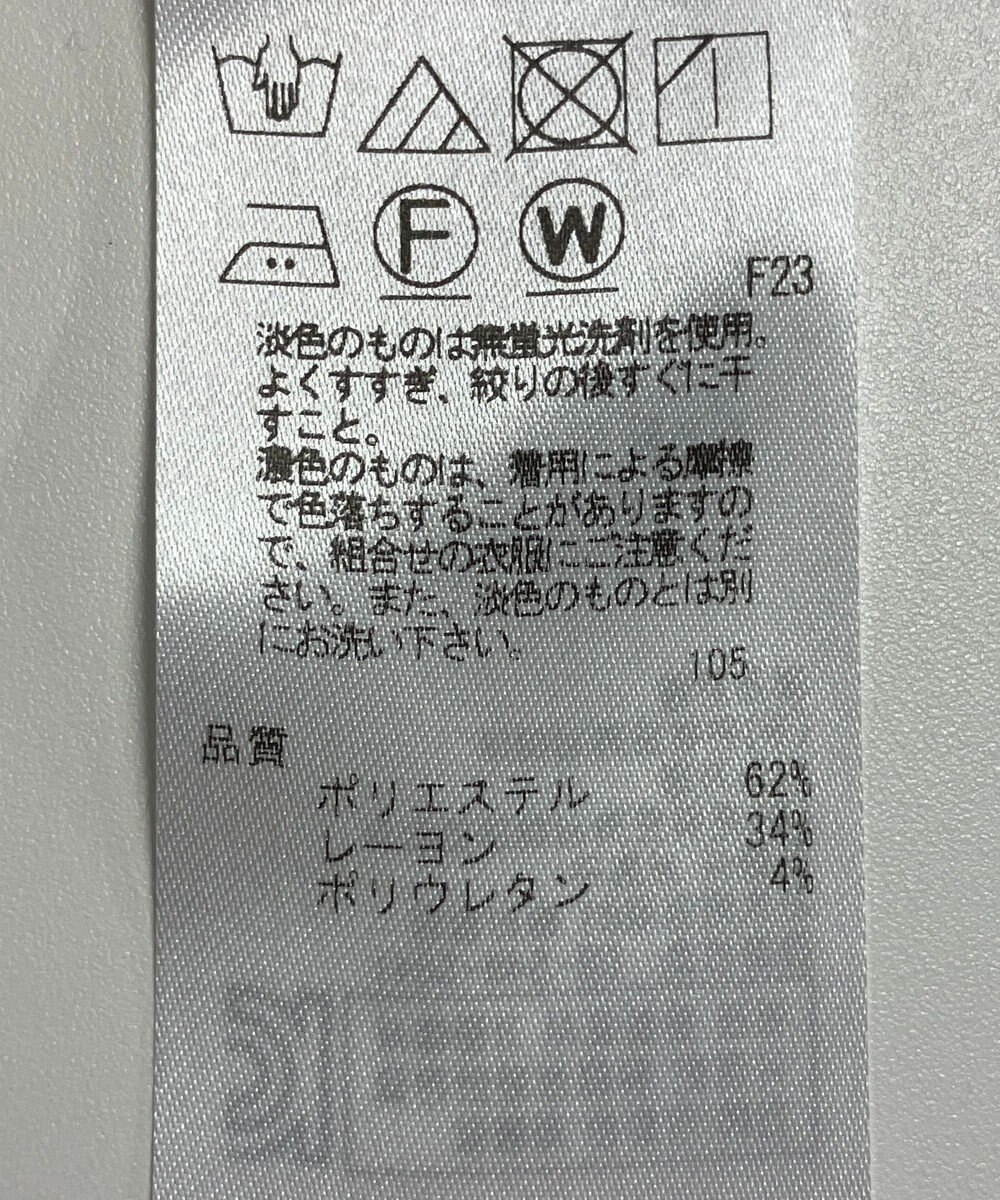 F W
F23
淡色のものは無蛍光洗剤を使用。
よくすすぎ、絞りの後すぐに干
すこと。
濃色のものは、着用による摩擦
で色落ちすることがありますの
で、組合せの衣服にご注意くだ
さい。また、淡色のものとは別
にお洗い下さい。
105
品質
ポリエステル 62%
レーヨン 34%
ポリウレタン 4%